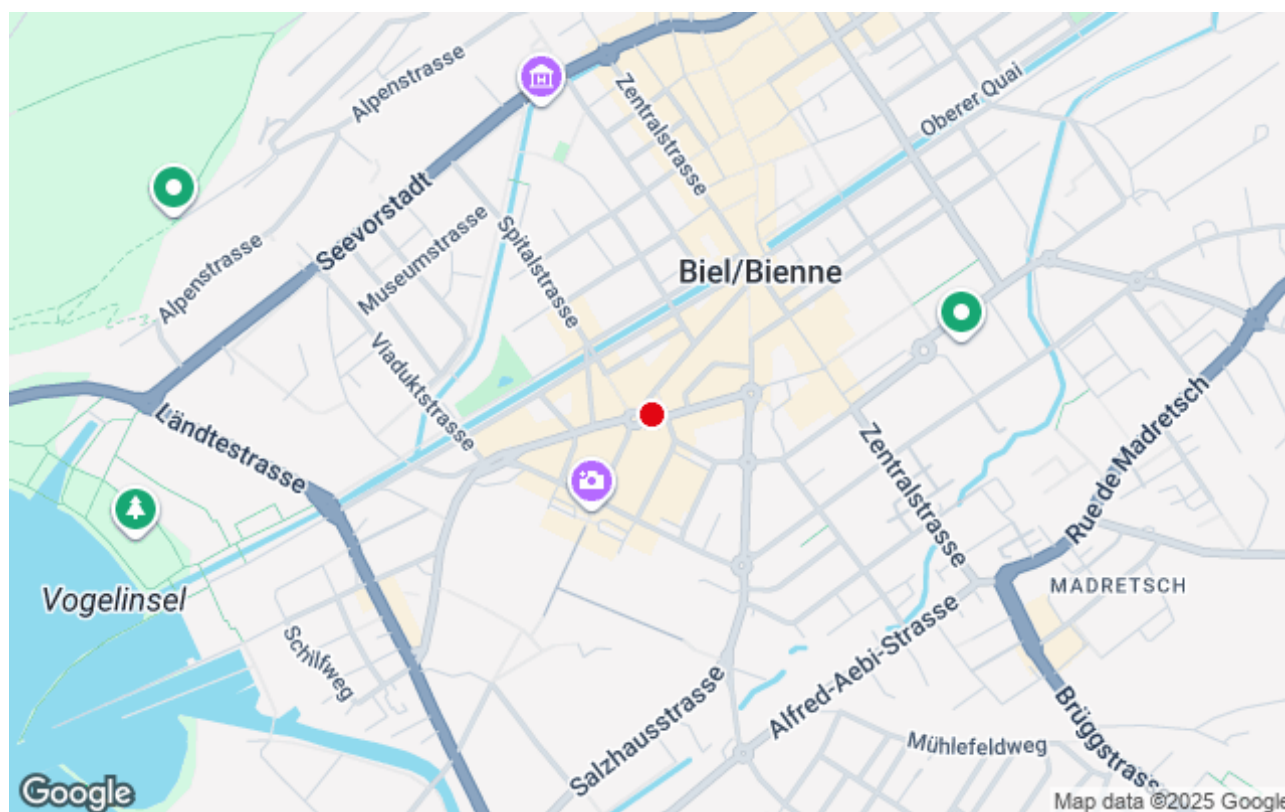 Alpenstrasse
Zentralstrasse
Oberer Quai
Seevorstadt
Museumstrasse
Spitalstrasse
Alpenstrasse
Biel/Bienne
Viaduktstrasse
Ländtestrasse
Zentralstrasse
Rue de Madretsch
Vogelinsel
MADRETSCH
Schilfweg
Alfred-Aebi-Strasse
Salzhausstrasse
Mühlefeldweg
Brüggstrasse
Google
Map data ©2025 Google
H